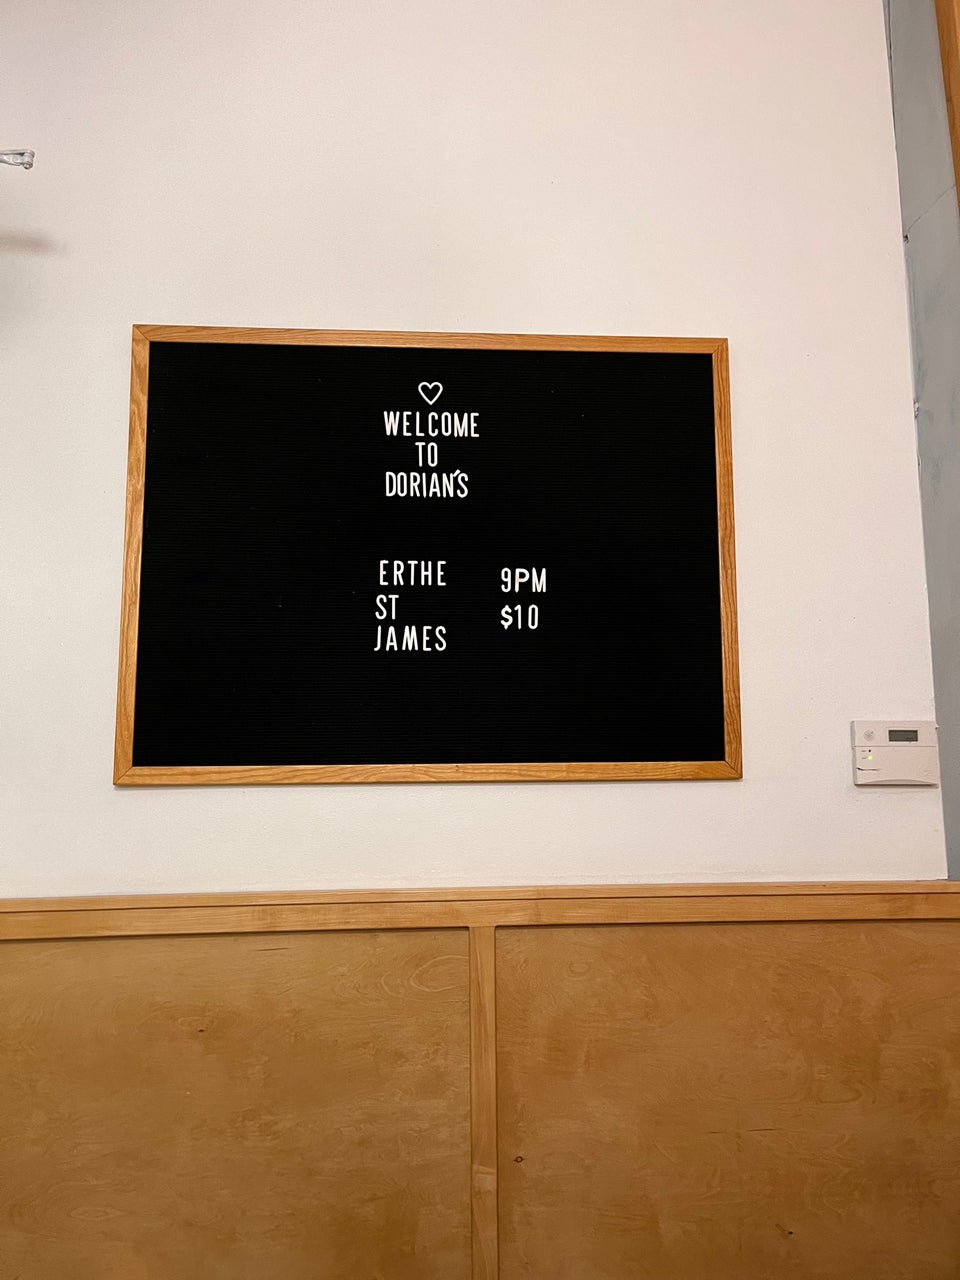 ♡
WELCOME
TO
DORIAN'S
ERTHE
ST
JAMES
9PM
$10